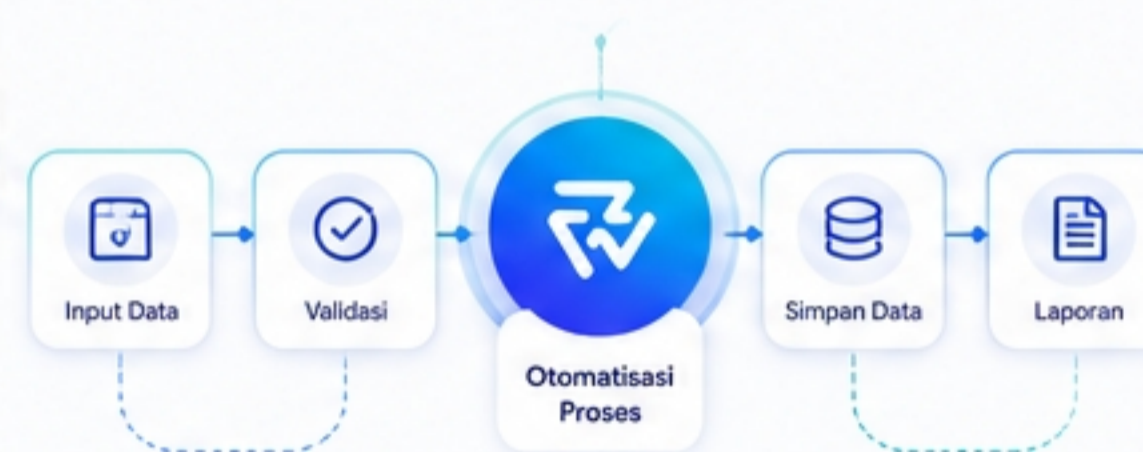 Input Data
Validasi
Otomatisasi
Proses
Simpan Data
Laporan